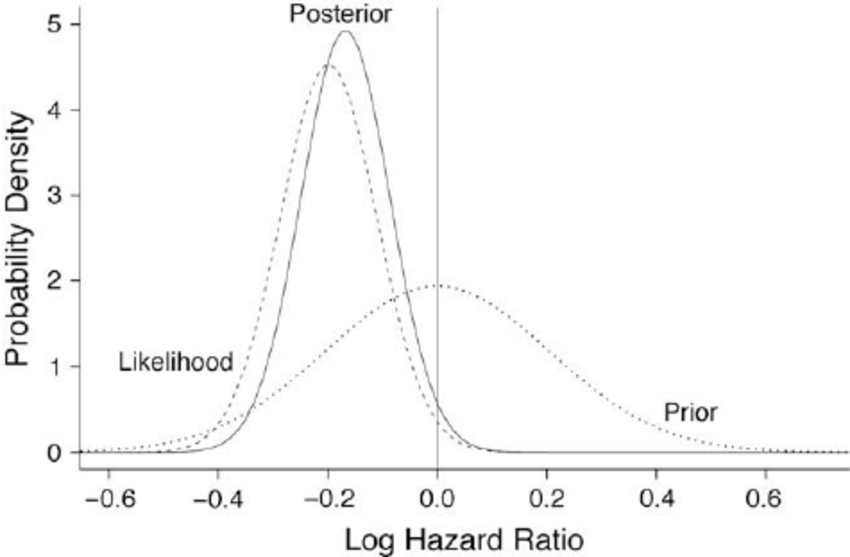 Posterior
5
4
3
2
1
0
Probability Density
Likelihood
Prior
−0.6 −0.4 −0.2 0.0 0.2 0.4 0.6
Log Hazard Ratio